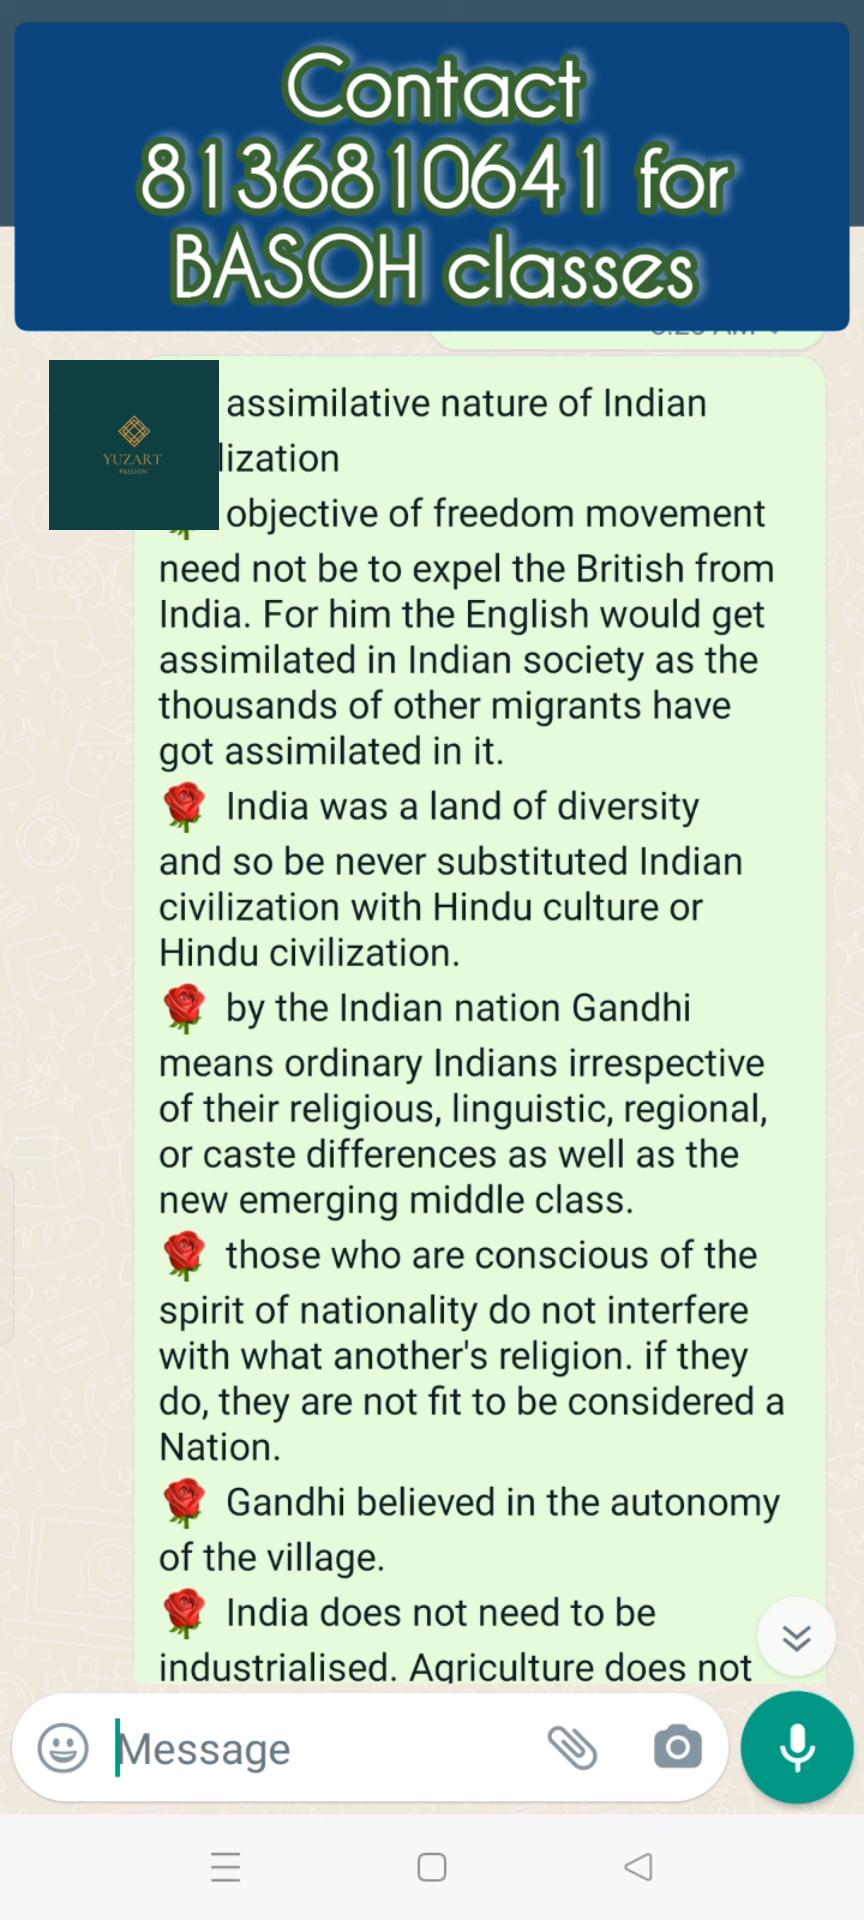 Contact
8136810641 for
BASOH classes
YUZART
PASSION
assimilative nature of Indian
lization
objective of freedom movement
need not be to expel the British from
India. For him the English would get
assimilated in Indian society as the
thousands of other migrants have
got assimilated in it.
🌹 India was a land of diversity
and so be never substituted Indian
civilization with Hindu culture or
Hindu civilization.
🌹 by the Indian nation Gandhi
means ordinary Indians irrespective
of their religious, linguistic, regional,
or caste differences as well as the
new emerging middle class.
🌹 those who are conscious of the
spirit of nationality do not interfere
with what another's religion. if they
do, they are not fit to be considered a
Nation.
🌹 Gandhi believed in the autonomy
of the village.
🌹 India does not need to be
industrialised. Agriculture does not
Message